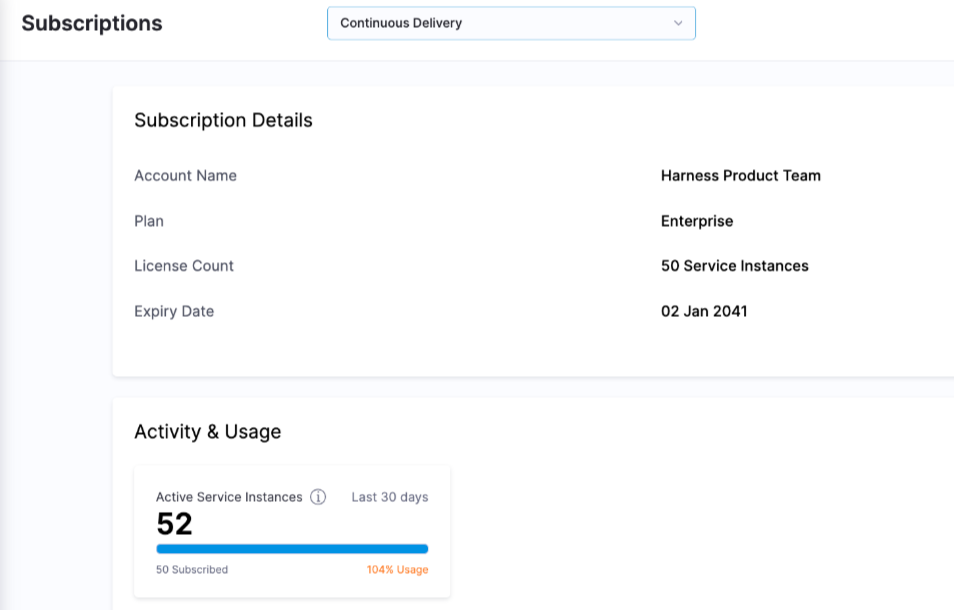 Subscriptions
Continuous Delivery
Subscription Details
Account Name
Harness Product Team
Plan
Enterprise
License Count
50 Service Instances
Expiry Date
02 Jan 2041
Activity & Usage
Active Service Instances
Last 30 days
52
50 Subscribed
104% Usage